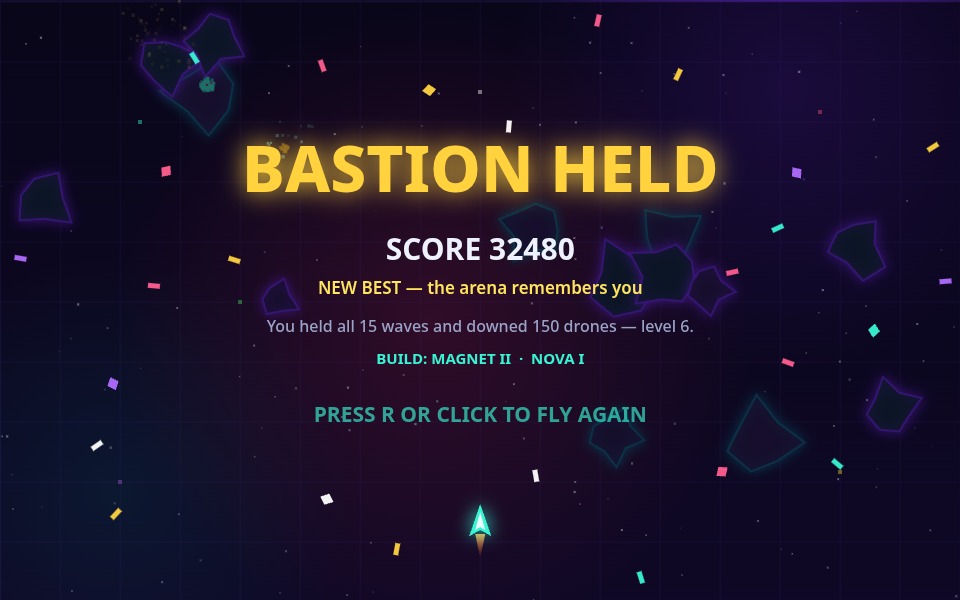 BASTION HELD
SCORE 32480
NEW BEST — the arena remembers you
You held all 15 waves and downed 150 drones — level 6.
BUILD: MAGNET II · NOVA I
PRESS R OR CLICK TO FLY AGAIN